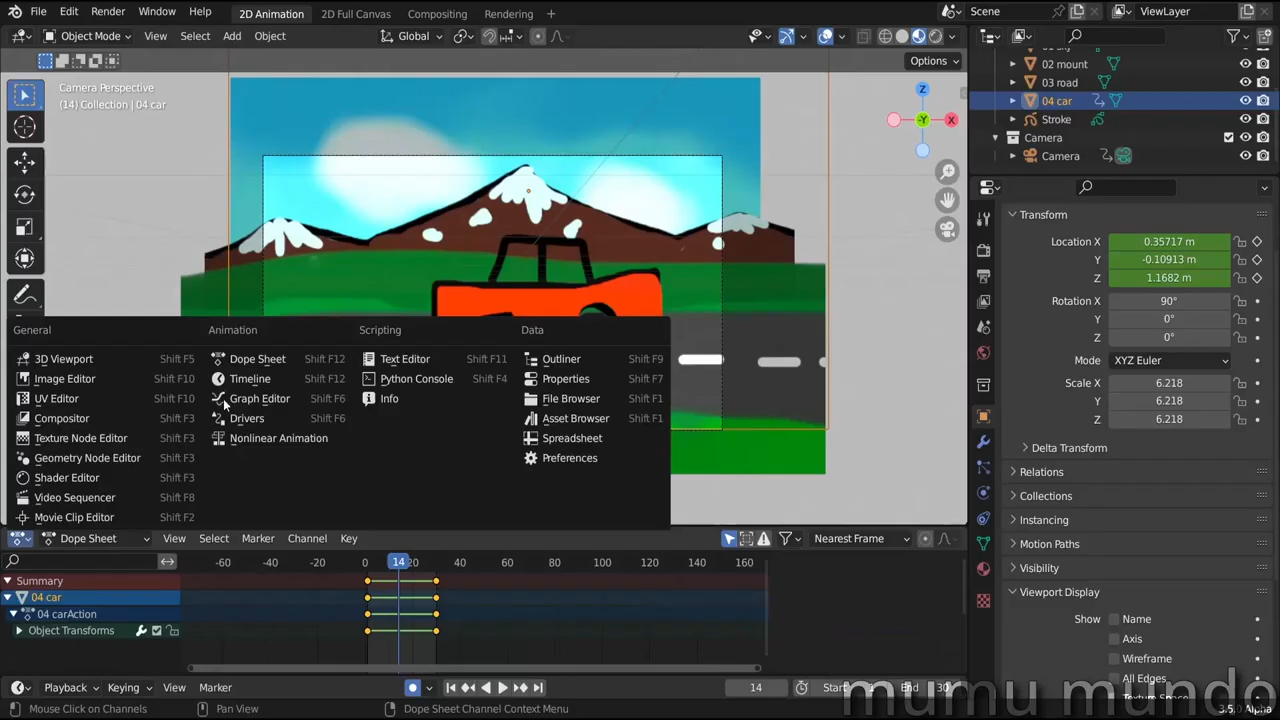 File Edit Render Window Help 2D Animation 2D Full Canvas Compositing Rendering + Scene ViewLayer
Object Mode View Select Add Object Global
Options
Camera Perspective
(14) Collection | 04 car
Z
-Y
X
02 mount
03 road
04 car
Stroke
Camera
Camera
Transform
Location X 0.35717 m
Y -0.10913 m
Z 1.1682 m
Rotation X 90°
Y 0°
Z 0°
Mode XYZ Euler
Scale X 6.218
Y 6.218
Z 6.218
Delta Transform
Relations
Collections
Instancing
Motion Paths
Visibility
Viewport Display
Show Name
Axis
Wireframe
All Edges
General Animation Scripting Data
3D Viewport Shift F5 Dope Sheet Shift F12 Text Editor Shift F11 Outliner Shift F9
Image Editor Shift F10 Timeline Shift F12 Python Console Shift F4 Properties Shift F7
UV Editor Shift F10 Graph Editor Shift F6 Info File Browser Shift F1
Compositor Shift F3 Drivers Shift F6 Asset Browser Shift F1
Texture Node Editor Shift F3 Nonlinear Animation Spreadsheet
Geometry Node Editor Shift F3 Preferences
Shader Editor Shift F3
Video Sequencer Shift F8
Movie Clip Editor Shift F2
Dope Sheet View Select Marker Channel Key Nearest Frame
-60 -40 -20 0 14 20 40 60 80 100 120 140 160
Summary
04 car
04 carAction
Object Transforms
Playback Keying View Marker 14 Start End 30
mumu mundo
Mouse Click on Channels Pan View Dope Sheet Channel Context Menu 3.5.0 Alpha